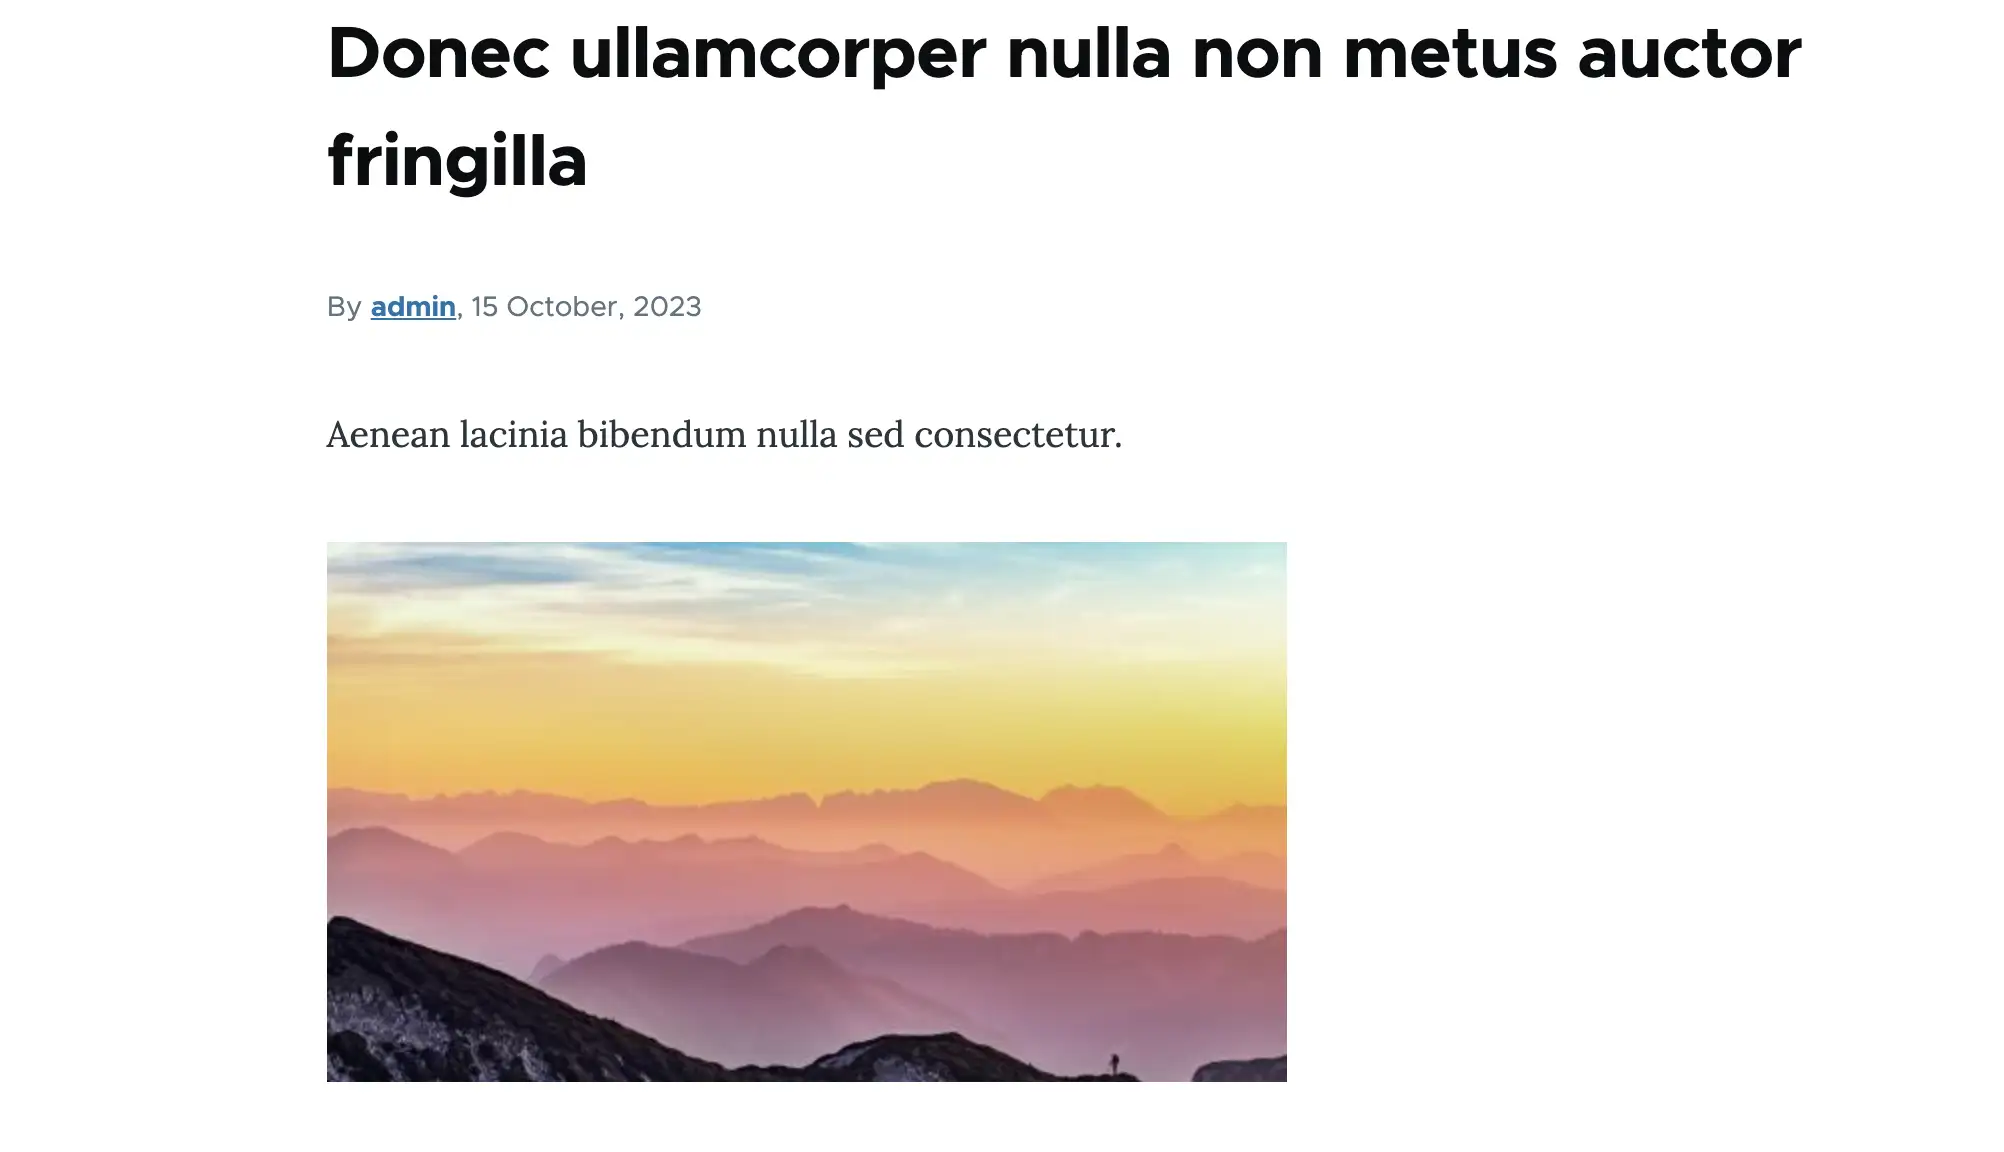 Donec ullamcorper nulla non metus auctor
fringilla
By admin, 15 October, 2023
Aenean lacinia bibendum nulla sed consectetur.